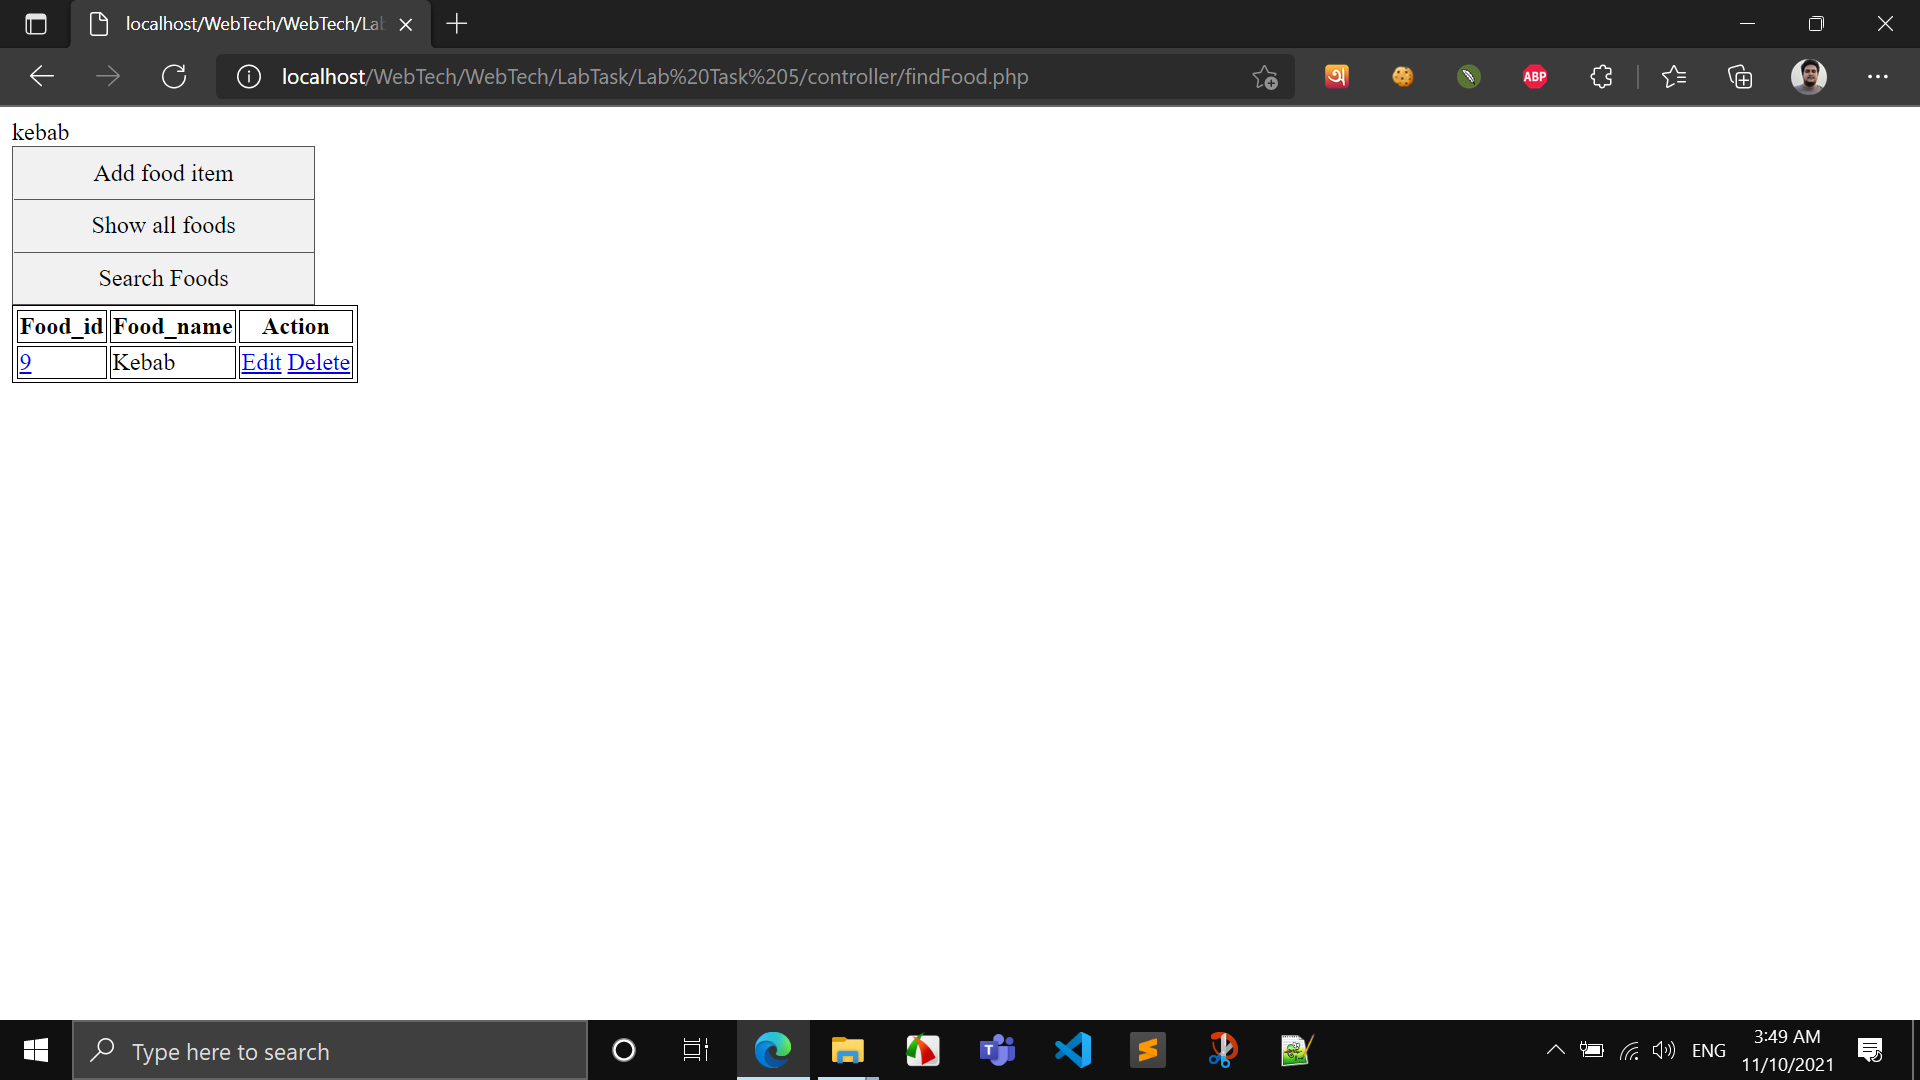 localhost/WebTech/WebTech/La
localhost/WebTech/WebTech/LabTask/Lab%20Task%205/controller/findFood.php
অ
ABP
kebab
Add food item
Show all foods
Search Foods
Food_id Food_name Action
9 Kebab Edit Delete
Type here to search
ENG
3:49 AM
11/10/2021